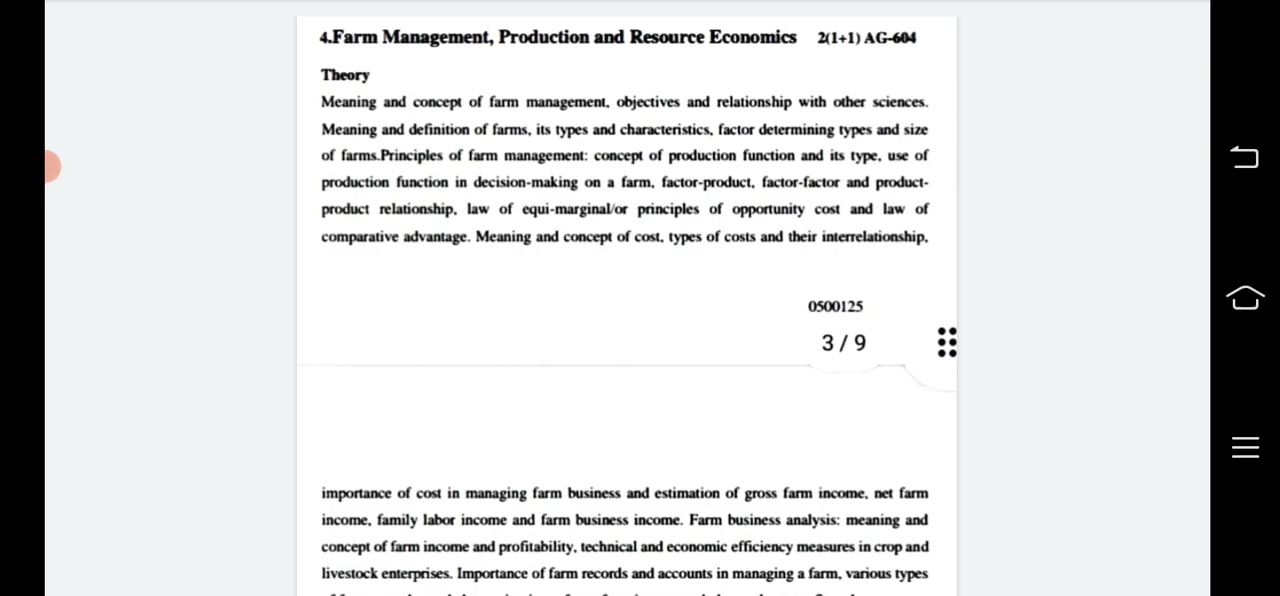 4.Farm Management, Production and Resource Economics 2(1+1) AG-604
Theory
Meaning and concept of farm management, objectives and relationship with other sciences.
Meaning and definition of farms, its types and characteristics, factor determining types and size
of farms.Principles of farm management: concept of production function and its type, use of
production function in decision-making on a farm, factor-product, factor-factor and product-
product relationship, law of equi-marginal/or principles of opportunity cost and law of
comparative advantage. Meaning and concept of cost, types of costs and their interrelationship,
0500125
3 / 9
importance of cost in managing farm business and estimation of gross farm income, net farm
income, family labor income and farm business income. Farm business analysis: meaning and
concept of farm income and profitability, technical and economic efficiency measures in crop and
livestock enterprises. Importance of farm records and accounts in managing a farm, various types